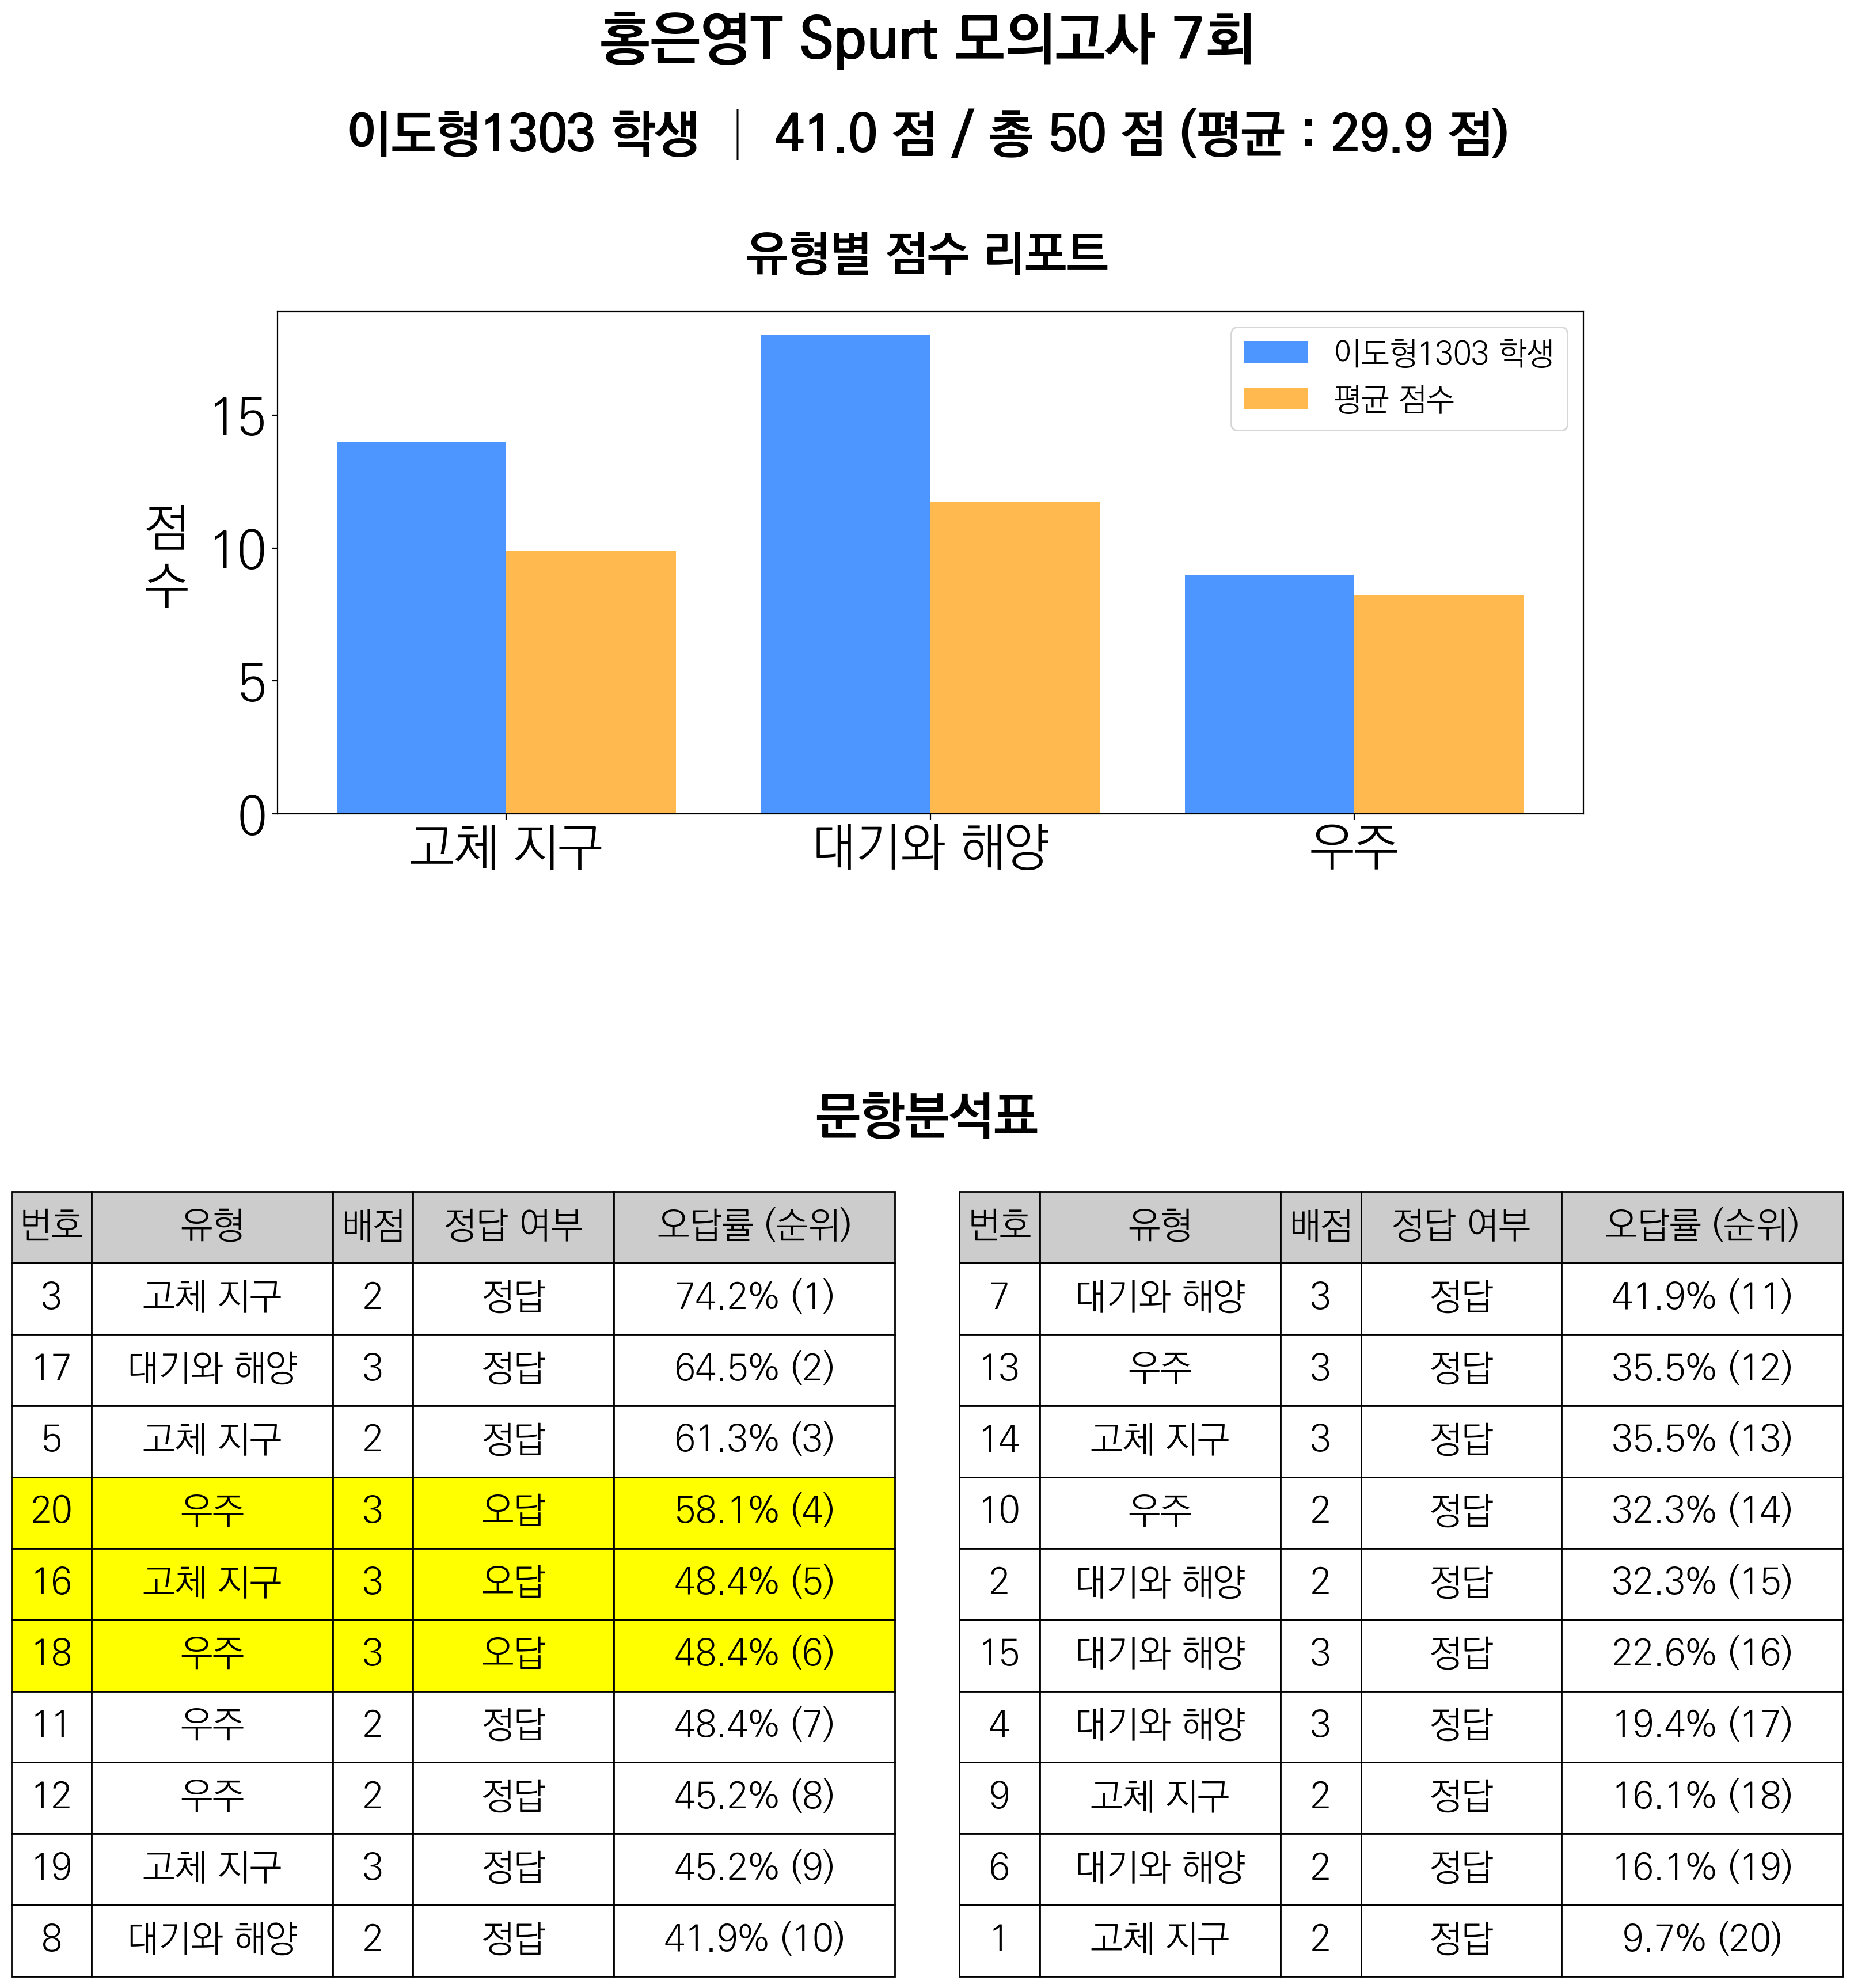 홍은영T Spurt 모의고사 7회
이도형1303 학생 │ 41.0 점 / 총 50 점 (평균 : 29.9 점)
유형별 점수 리포트
이도형1303 학생
평균 점수
점
수
15
10
5
0
고체 지구 대기와 해양 우주
문항분석표
번호 유형 배점 정답 여부 오답률 (순위)
3 고체 지구 2 정답 74.2% (1)
17 대기와 해양 3 정답 64.5% (2)
5 고체 지구 2 정답 61.3% (3)
20 우주 3 오답 58.1% (4)
16 고체 지구 3 오답 48.4% (5)
18 우주 3 오답 48.4% (6)
11 우주 2 정답 48.4% (7)
12 우주 2 정답 45.2% (8)
19 고체 지구 3 정답 45.2% (9)
8 대기와 해양 2 정답 41.9% (10)
번호 유형 배점 정답 여부 오답률 (순위)
7 대기와 해양 3 정답 41.9% (11)
13 우주 3 정답 35.5% (12)
14 고체 지구 3 정답 35.5% (13)
10 우주 2 정답 32.3% (14)
2 대기와 해양 2 정답 32.3% (15)
15 대기와 해양 3 정답 22.6% (16)
4 대기와 해양 3 정답 19.4% (17)
9 고체 지구 2 정답 16.1% (18)
6 대기와 해양 2 정답 16.1% (19)
1 고체 지구 2 정답 9.7% (20)